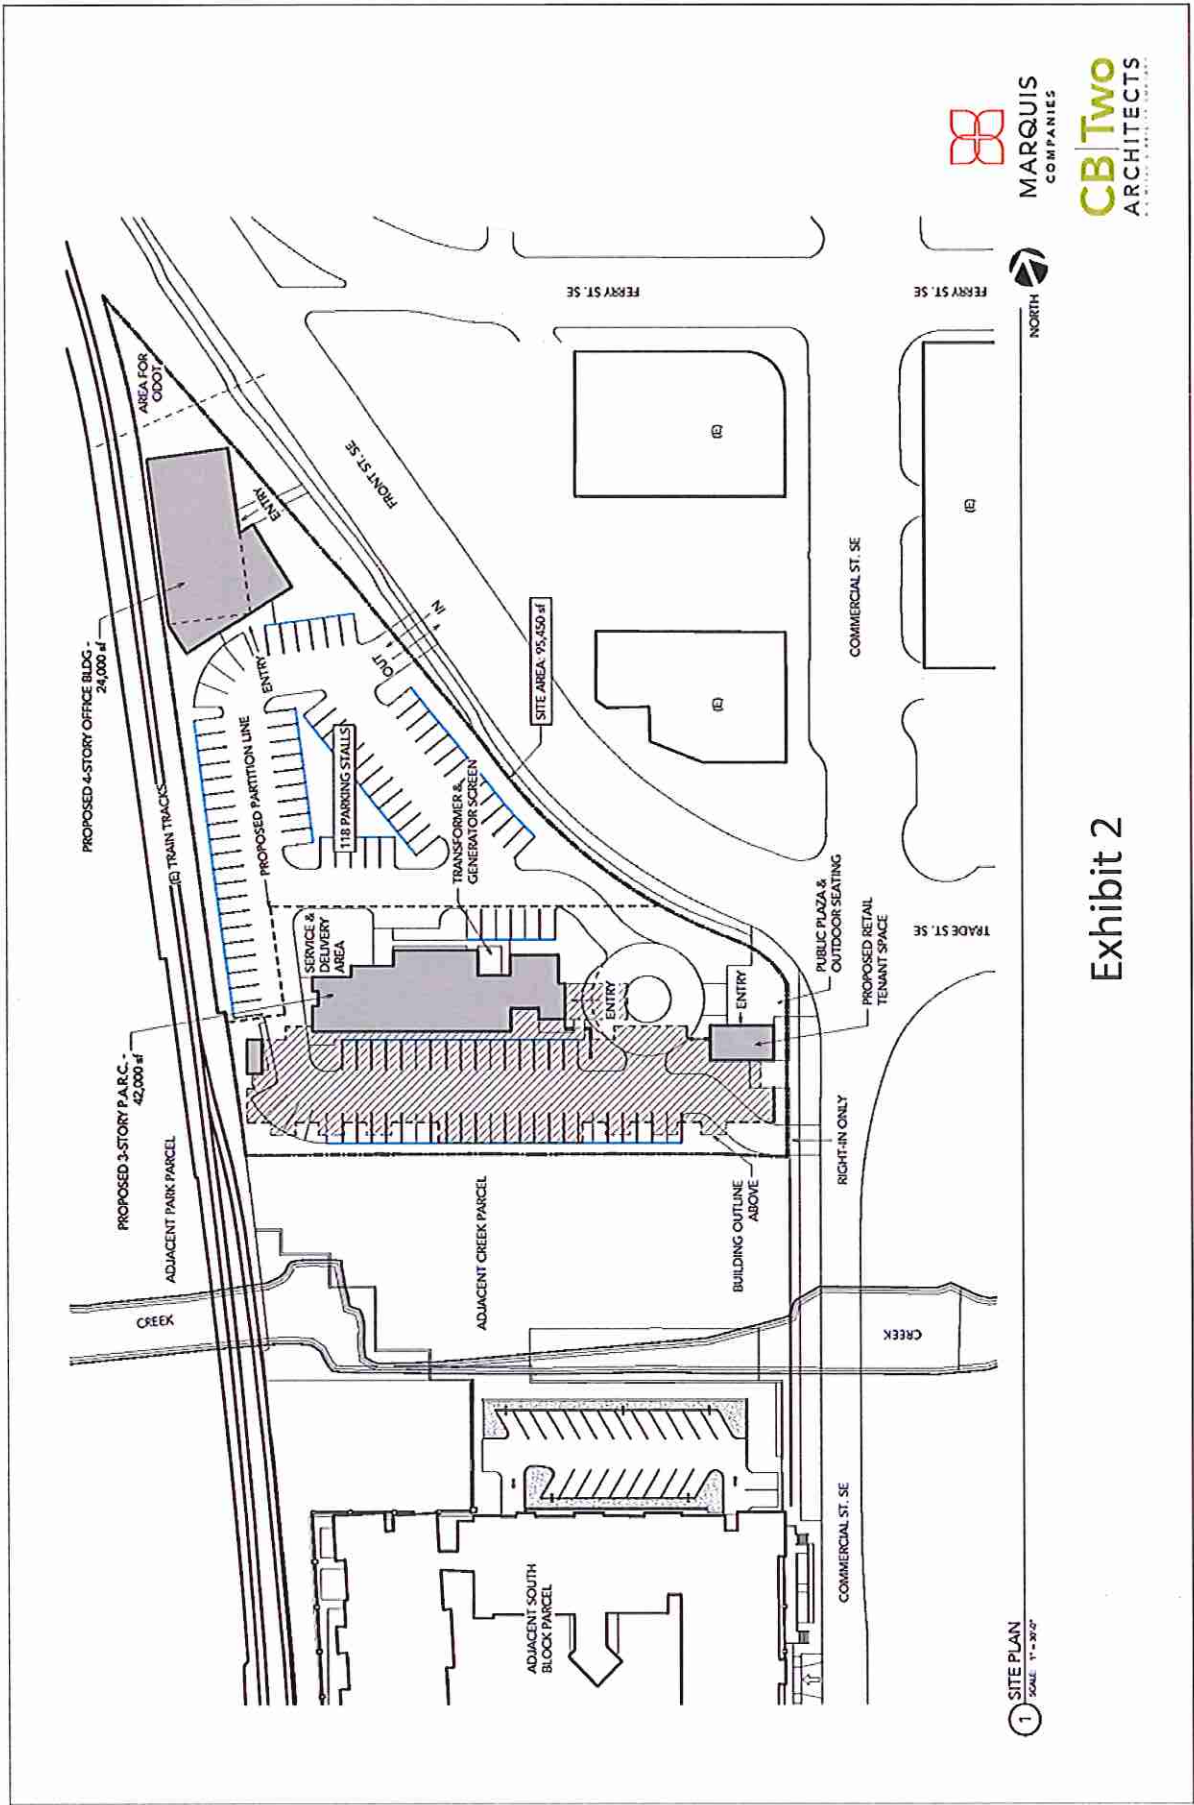 PROPOSED 4-STORY OFFICE BLDG -
24,000 sf
(E) TRAIN TRACKS
AREA FOR
ODOT
ENTRY
ENTRY
PROPOSED PARTITION LINE
118 PARKING STALLS
OUT
IN
FRONT ST. SE
FERRY ST. SE
FERRY ST. SE
SITE AREA: 95,450 sf
(E)
(E)
(E)
COMMERCIAL ST. SE
PROPOSED 3-STORY P.A.R.C. -
42,000 sf
SERVICE &
DELIVERY
AREA
TRANSFORMER &
GENERATOR SCREEN
ENTRY
ENTRY
PUBLIC PLAZA &
OUTDOOR SEATING
PROPOSED RETAIL
TENANT SPACE
TRADE ST. SE
ADJACENT PARK PARCEL
ADJACENT CREEK PARCEL
BUILDING OUTLINE
ABOVE
RIGHT-IN ONLY
CREEK
CREEK
ADJACENT SOUTH
BLOCK PARCEL
COMMERCIAL ST. SE
1
SITE PLAN
SCALE: 1" = 30'-0"
NORTH
MARQUIS
COMPANIES
CB|Two
ARCHITECTS
Exhibit 2